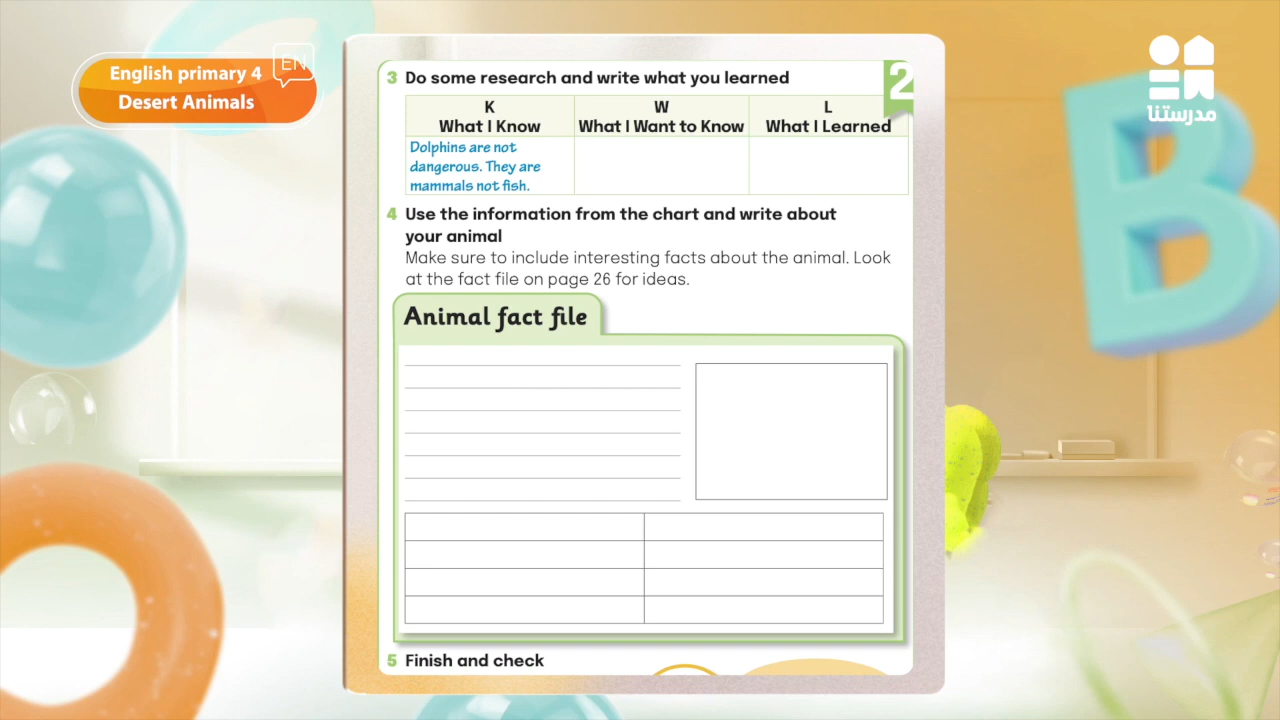 English primary 4
Desert Animals
EN
مدرستنا
2
3 Do some research and write what you learned
K
What I Know
W
What I Want to Know
L
What I Learned
Dolphins are not
dangerous. They are
mammals not fish.
4 Use the information from the chart and write about
your animal
Make sure to include interesting facts about the animal. Look
at the fact file on page 26 for ideas.
Animal fact file
5 Finish and check
B